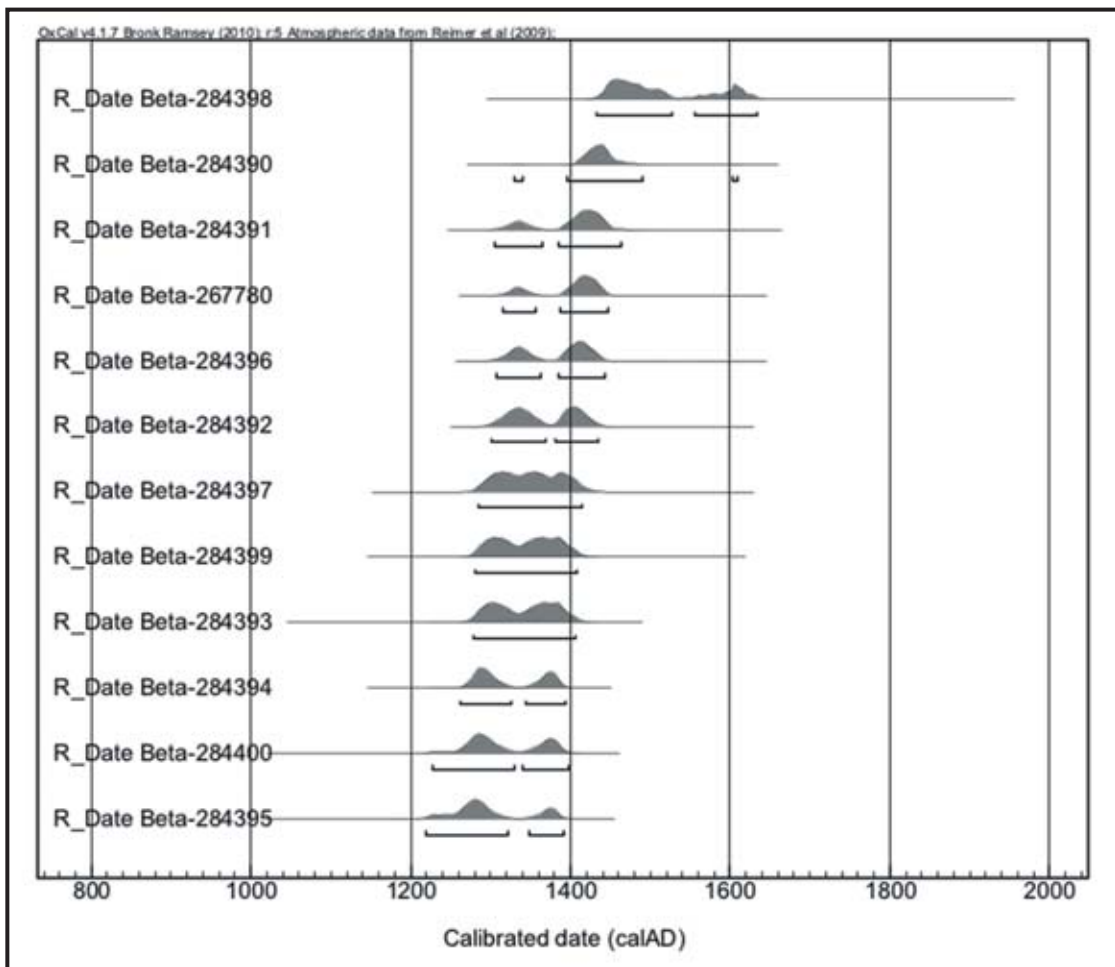 OxCal v4.1.7 Bronk Ramsey (2010); r:5 Atmospheric data from Reimer et al (2009);
R_Date Beta-284398
R_Date Beta-284390
R_Date Beta-284391
R_Date Beta-267780
R_Date Beta-284396
R_Date Beta-284392
R_Date Beta-284397
R_Date Beta-284399
R_Date Beta-284393
R_Date Beta-284394
R_Date Beta-284400
R_Date Beta-284395
800 1000 1200 1400 1600 1800 2000
Calibrated date (calAD)